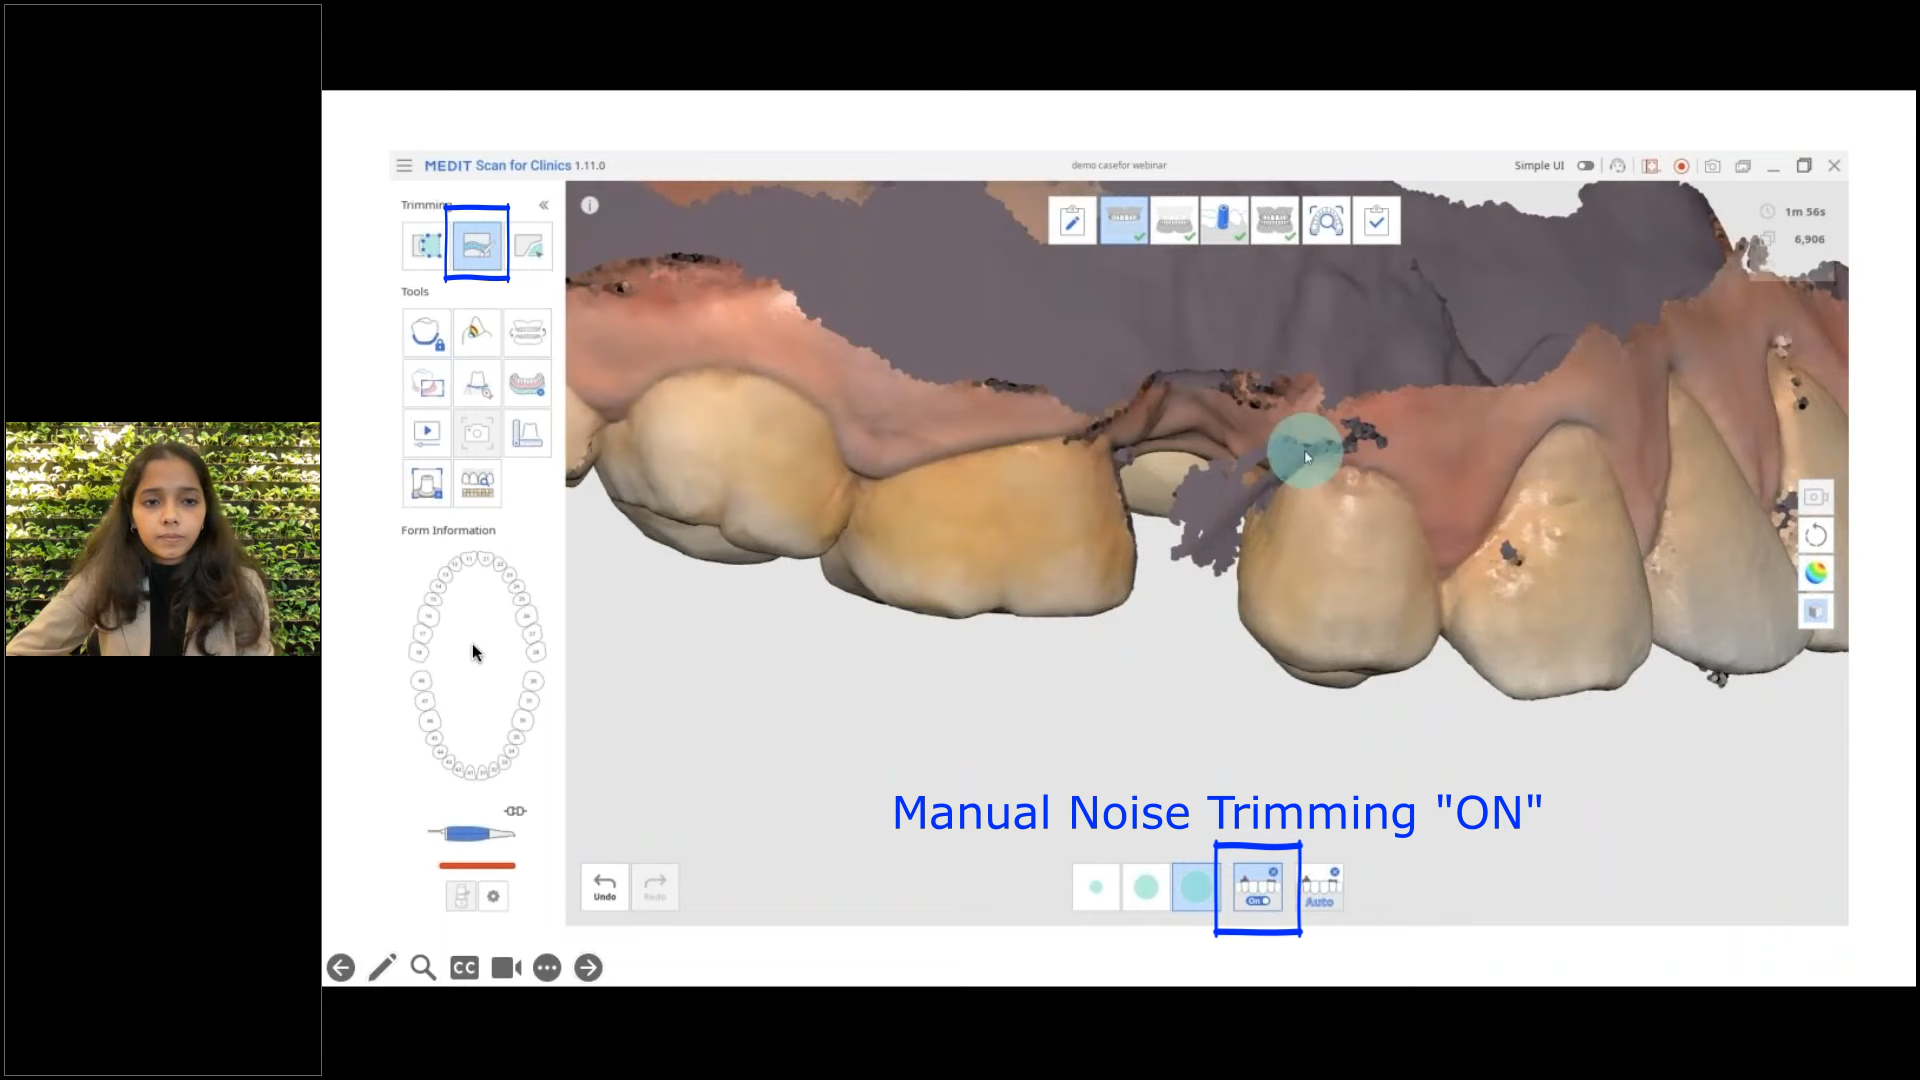 MEDIT Scan for Clinics 1.11.0
demo casefor webinar
Simple UI
Trimming
1m 56s
6,906
Tools
Form Information
Manual Noise Trimming "ON"
Undo
Redo
On
Auto
CC